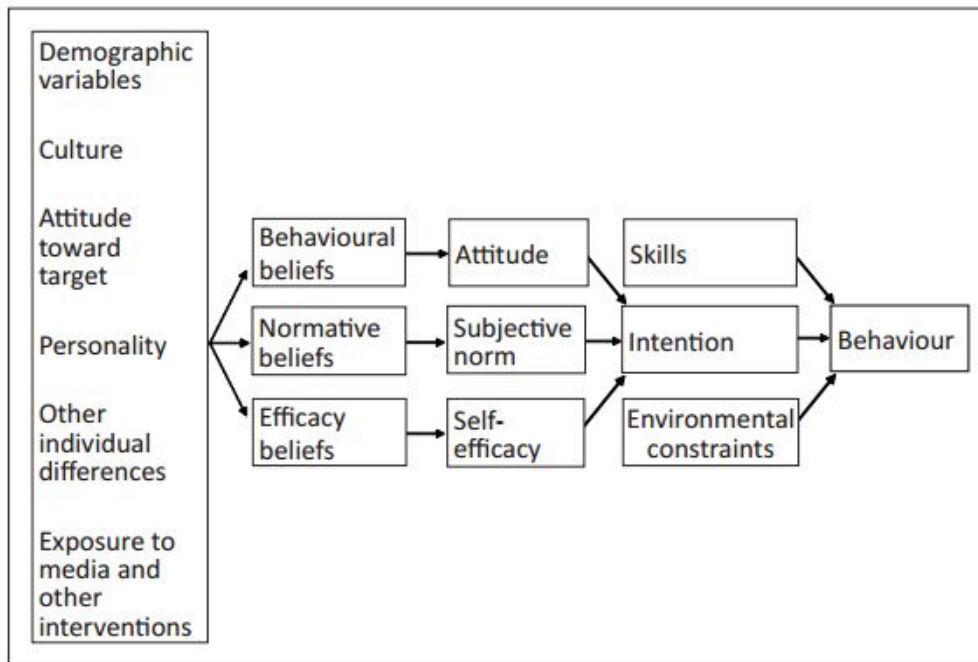 Demographic
variables
Culture
Attitude
toward
target
Personality
Other
individual
differences
Exposure to
media and
other
interventions
Behavioural
beliefs
Normative
beliefs
Efficacy
beliefs
Attitude
Subjective
norm
Self-
efficacy
Skills
Intention
Environmental
constraints
Behaviour